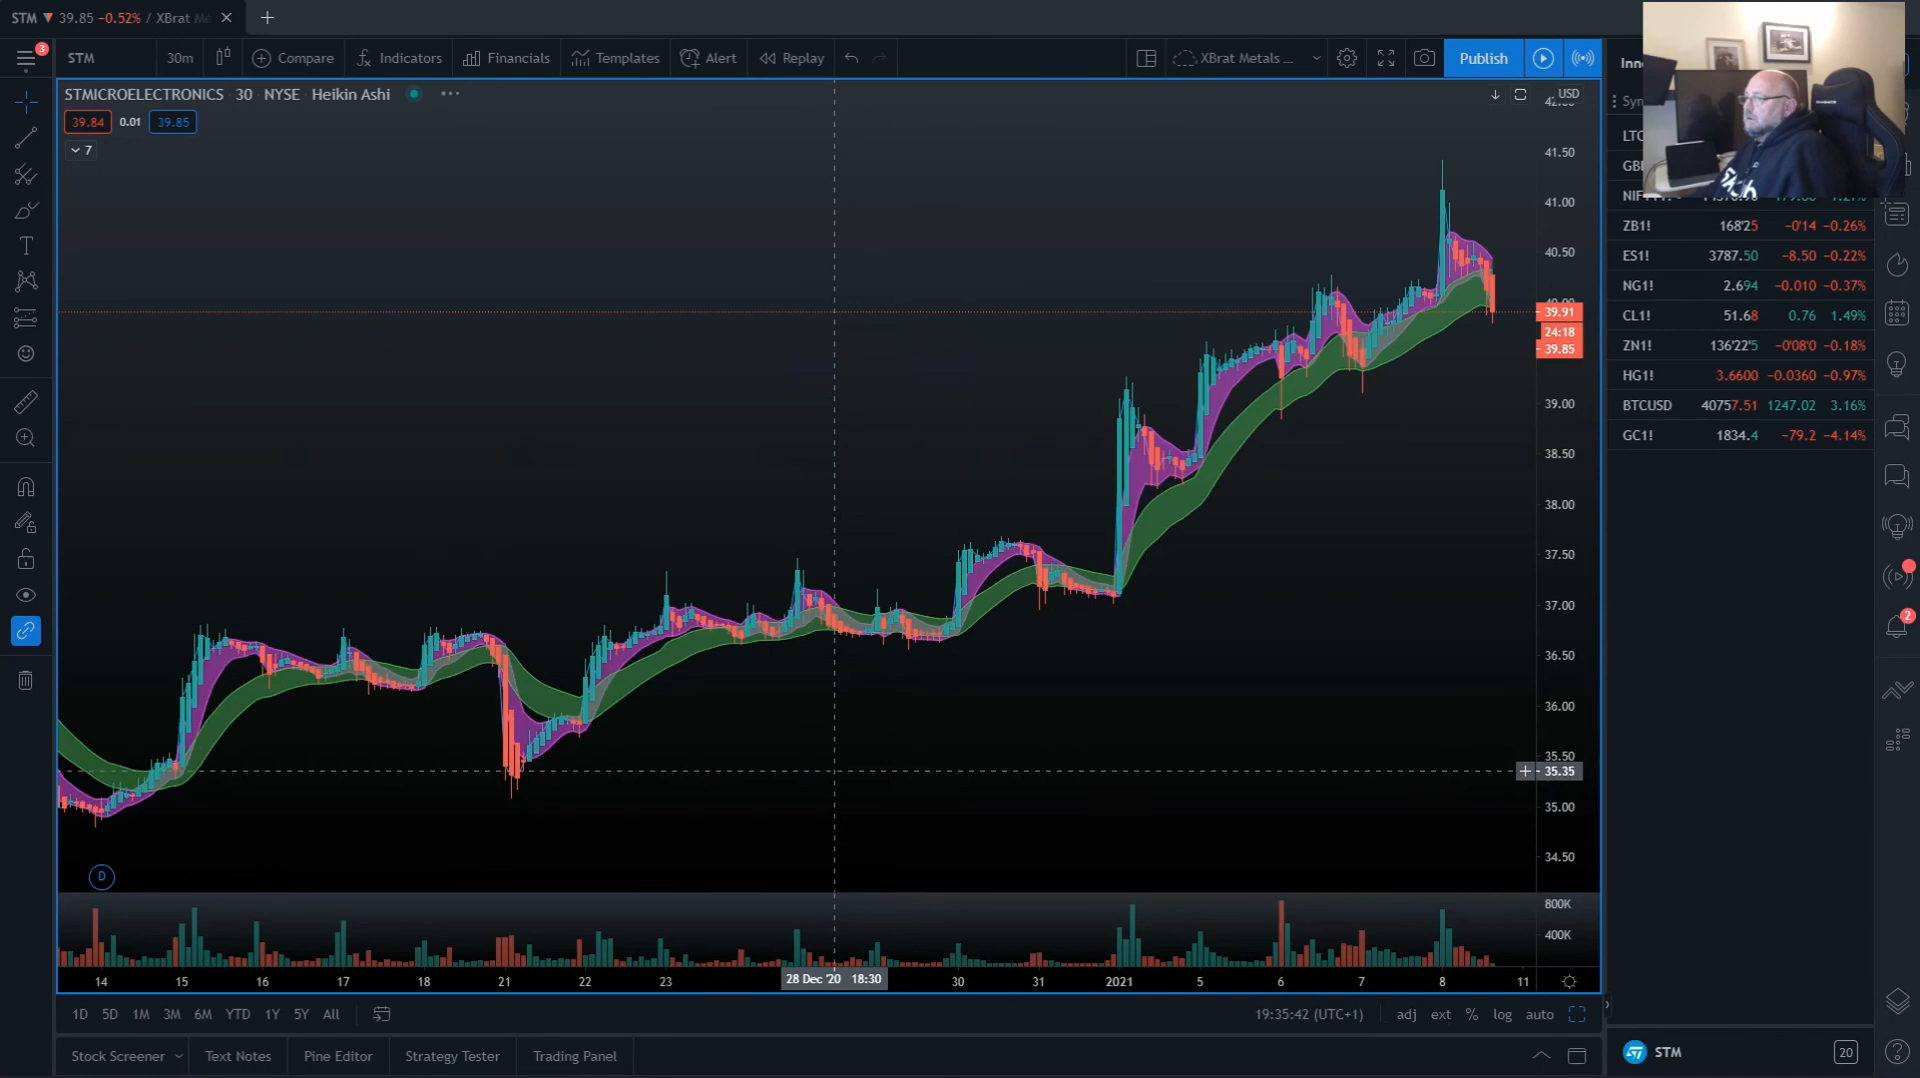 STM ▼ 39.85 −0.52% / XBrat Me
3
STM 30m Compare Indicators Financials Templates Alert Replay XBrat Metals ... Publish
STMICROELECTRONICS · 30 · NYSE · Heikin Ashi
39.84 0.01 39.85
7
USD
41.50
41.00
40.50
39.91
24:18
39.85
39.00
38.50
38.00
37.50
37.00
36.50
36.00
35.50
35.35
35.00
34.50
D
800K
400K
14 15 16 17 18 21 22 23 28 Dec '20 18:30 30 31 2021 5 6 7 8 11
1D 5D 1M 3M 6M YTD 1Y 5Y All
19:35:42 (UTC+1) adj ext % log auto
Stock Screener Text Notes Pine Editor Strategy Tester Trading Panel
ZB1! 168'25 −0'14 −0.26%
ES1! 3787.50 −8.50 −0.22%
NG1! 2.694 −0.010 −0.37%
CL1! 51.68 0.76 1.49%
ZN1! 136'22'5 −0'08'0 −0.18%
HG1! 3.6600 −0.0360 −0.97%
BTCUSD 40757.51 1247.02 3.16%
GC1! 1834.4 −79.2 −4.14%
2
STM 20